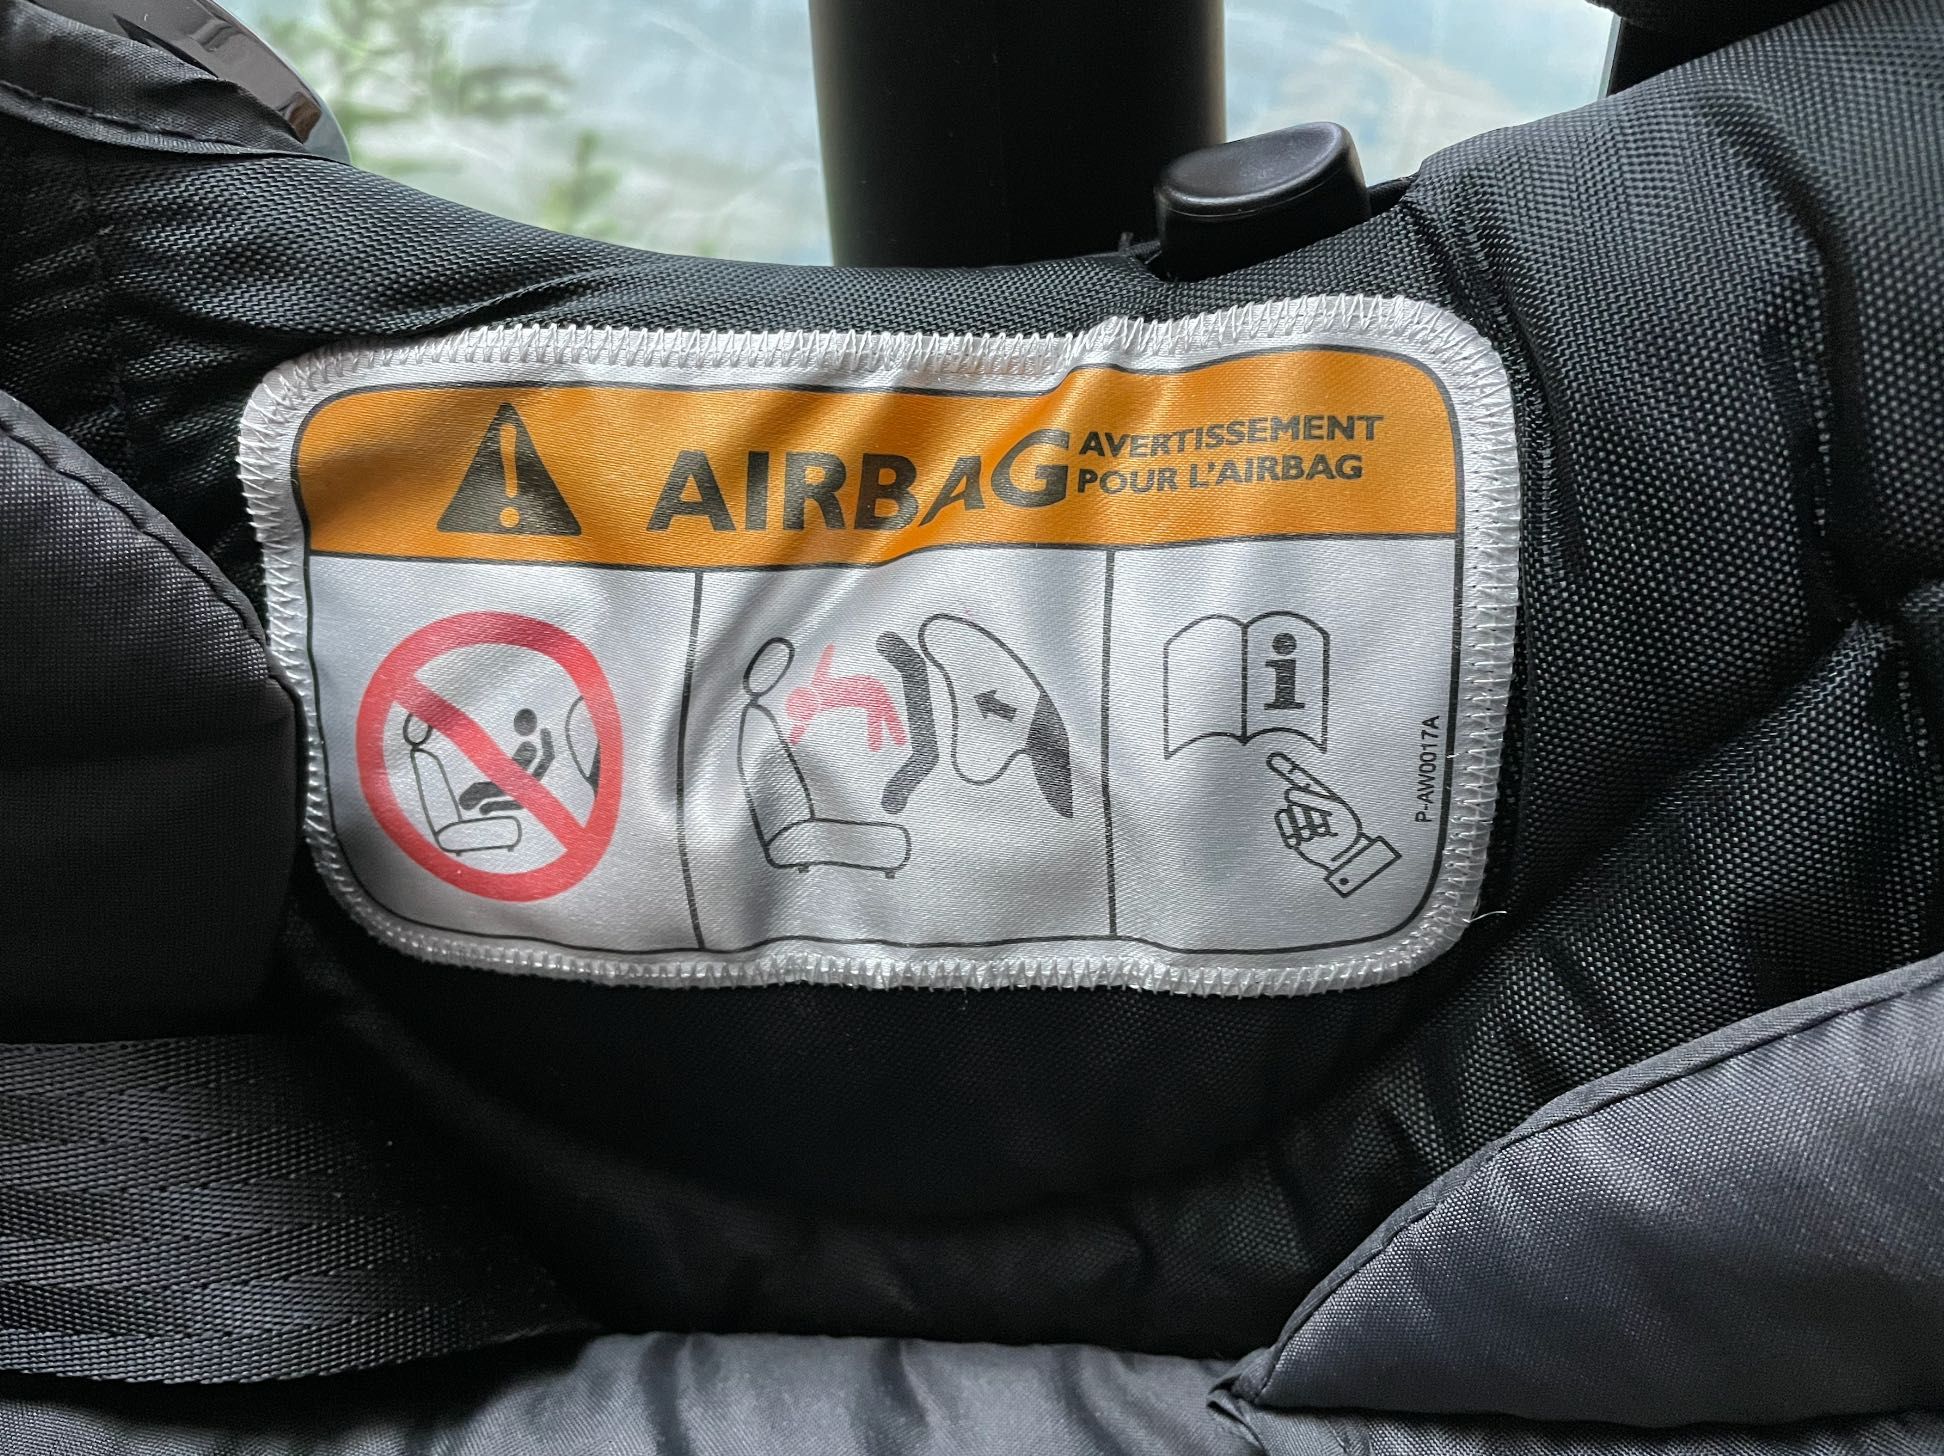 AIRBAG
AVERTISSEMENT
POUR L'AIRBAG
i
P-AW0017A